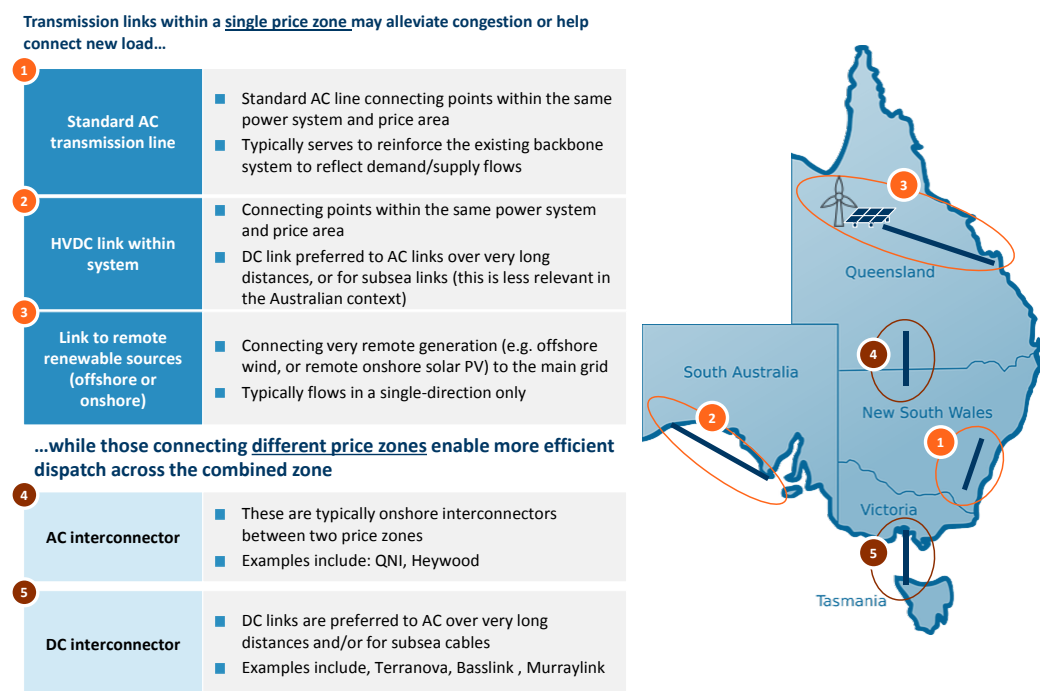 Transmission links within a single price zone may alleviate congestion or help
connect new load…
1
Standard AC
transmission line
■ Standard AC line connecting points within the same
power system and price area
■ Typically serves to reinforce the existing backbone
system to reflect demand/supply flows
2
HVDC link within
system
■ Connecting points within the same power system
and price area
■ DC link preferred to AC links over very long
distances, or for subsea links (this is less relevant in
the Australian context)
3
Link to remote
renewable sources
(offshore or
onshore)
■ Connecting very remote generation (e.g. offshore
wind, or remote onshore solar PV) to the main grid
■ Typically flows in a single-direction only
…while those connecting different price zones enable more efficient
dispatch across the combined zone
4
AC interconnector
■ These are typically onshore interconnectors
between two price zones
■ Examples include: QNI, Heywood
5
DC interconnector
■ DC links are preferred to AC over very long
distances and/or for subsea cables
■ Examples include, Terranova, Basslink , Murraylink
3
Queensland
4
South Australia
New South Wales
2
1
Victoria
5
Tasmania